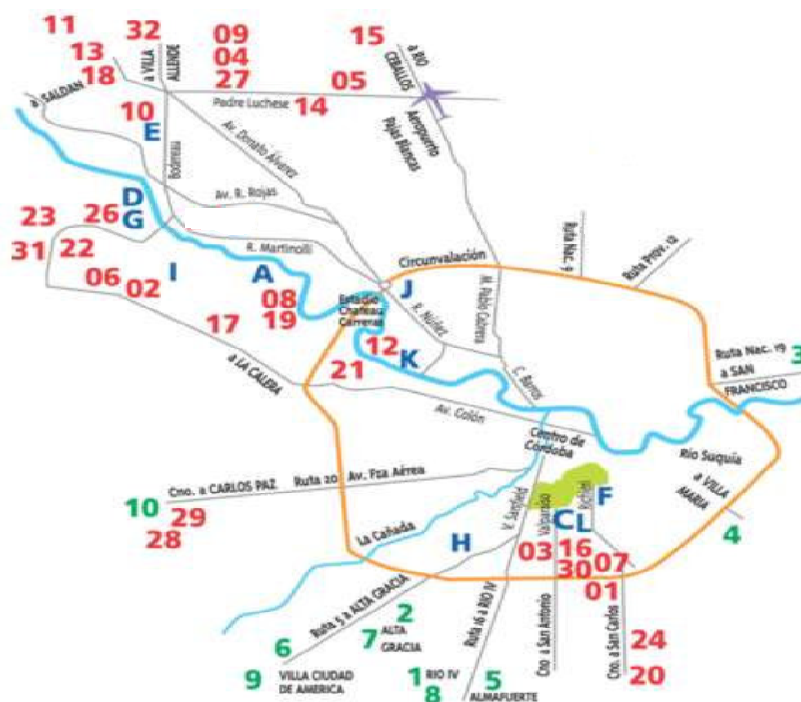 11
32
09
04
27
15
13
18
a VILLA
ALLENDE
05
14
a RIO
CEBALLOS
a SALDAN
Padre Luchese
Aeropuerto
Pajas Blancas
10
E
Bodereau
Av. Donato Alvarez
Av. R. Rojas
D
G
23
26
31
22
06
02
I
R. Martinolli
A
08
19
17
Circunvalación
Ruta Nac. 9
Ruta Prov. 12
J
Estadio
Chateau
Carreras
R. Núñez
M. Pablo Cabrera
12
K
21
a LA CALERA
C. Barros
Ruta Nac. 19
a SAN
FRANCISCO
3
Av. Colón
Centro de
Córdoba
Río Suquía
a VILLA
MARIA
4
Cno. a CARLOS PAZ
Ruta 20
Av. Fza Aérea
10
29
28
La Cañada
V. Sarsfield
Valparaiso
F
C
L
H
03
16
30
07
01
Ruta 5 a ALTA GRACIA
Ruta 36 a RIO IV
Cno a San Antonio
Cno. a San Carlos
24
20
2
7
ALTA
GRACIA
6
9
VILLA CIUDAD
DE AMERICA
1
RIO IV
8
5
ALMAFUERTE